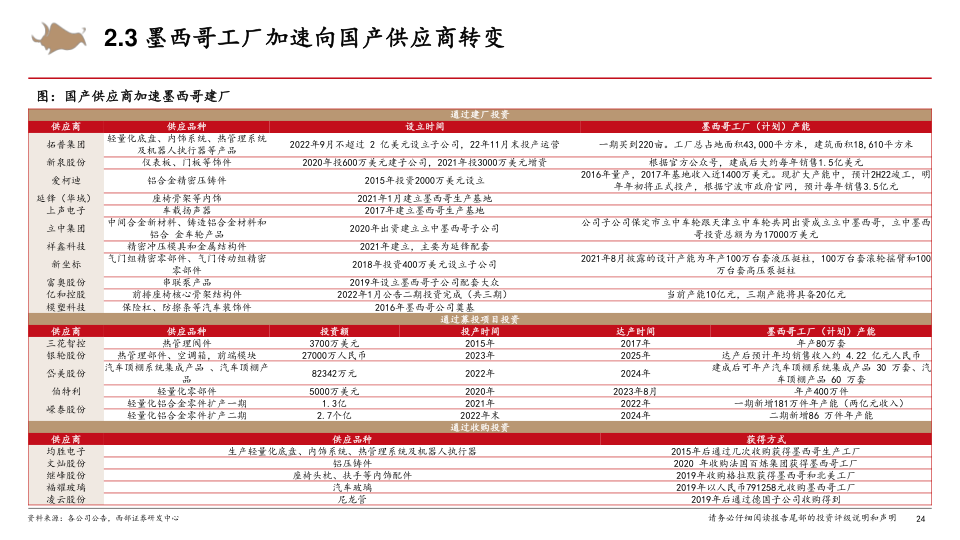 2.3 墨西哥工厂加速向国产供应商转变
图：国产供应商加速墨西哥建厂
通过建厂投资
供应商 供应品种 设立时间 墨西哥工厂（计划）产能
拓普集团 轻量化底盘、内饰系统、热管理系统及机器人执行器等产品 2022年9月不超过 2 亿美元设立子公司，22年11月末投产运营 一期买到220亩。工厂总占地面积43,000平方米，建筑面积18,610平方米
新泉股份 仪表板、门板等饰件 2020年投600万美元建子公司，2021年投3000万美元增资 根据官方公众号，建成后大约每年销售1.5亿美元
爱柯迪 铝合金精密压铸件 2015年投资2000万美元设立 2016年量产，2017年基地收入近1400万美元。现扩大产能中，预计2H22竣工，明年年初将正式投产，根据宁波市政府官网，预计每年销售3.5亿元
延锋（华域） 座椅骨架等内饰 2021年1月建立墨西哥生产基地
上声电子 车载扬声器 2017年建立墨西哥生产基地
立中集团 中间合金新材料、铸造铝合金材料和铝合 金车轮产品 2020年出资建立立中墨西哥子公司 公司子公司保定市立中车轮跟天津立中车轮共同出资成立立中墨西哥，立中墨西哥投资总额为为17000万美元
祥鑫科技 精密冲压模具和金属结构件 2021年建立，主要为延锋配套
新坐标 气门组精密零部件、气门传动组精密零部件 2018年投资400万美元设立子公司 2021年8月披露的设计产能为年产100万台套液压挺柱，100万台套滚轮摇臂和100万台套高压泵挺柱
富奥股份 串联泵产品 2019年设立墨西哥子公司配套大众
亿和控股 前排座椅核心骨架结构件 2022年1月公告二期投资完成（共三期） 当前产能10亿元，三期产能将具备20亿元
模塑科技 保险杠、防擦条等汽车装饰件 2016年墨西哥公司奠基
通过募投项目投资
供应商 供应品种 投资额 投产时间 达产时间 墨西哥工厂（计划）产能
三花智控 热管理阀件 3700万美元 2015年 2017年 年产80万套
银轮股份 热管理部件、空调箱，前端模块 27000万人民币 2023年 2025年 达产后预计年均销售收入约 4.22 亿元人民币
岱美股份 汽车顶棚系统集成产品 、汽车顶棚产品 82342万元 2022年 2024年 建成后可年产汽车顶棚系统集成产品 30 万套、汽车顶棚产品 60 万套
伯特利 轻量化零部件 5000万美元 2020年 2023年8月 年产400万件
嵘泰股份 轻量化铝合金零件扩产一期 1.3亿 2021年 2022年 一期新增181万件年产能（两亿元收入）
轻量化铝合金零件扩产二期 2.7个亿 2022年末 2024年 二期新增86 万件年产能
通过收购投资
供应商 供应品种 获得方式
均胜电子 生产轻量化底盘、内饰系统、热管理系统及机器人执行器 2015年后通过几次收购获得墨西哥生产工厂
文灿股份 铝压铸件 2020 年收购法国百炼集团获得墨西哥工厂
继峰股份 座椅头枕、扶手等内饰配件 2019年收购格拉默获得墨西哥和北美工厂
福耀玻璃 汽车玻璃 2019年以人民币791258元收购墨西哥工厂
凌云股份 尼龙管 2019年后通过德国子公司收购得到
资料来源：各公司公告，西部证券研发中心
请务必仔细阅读报告尾部的投资评级说明和声明 24